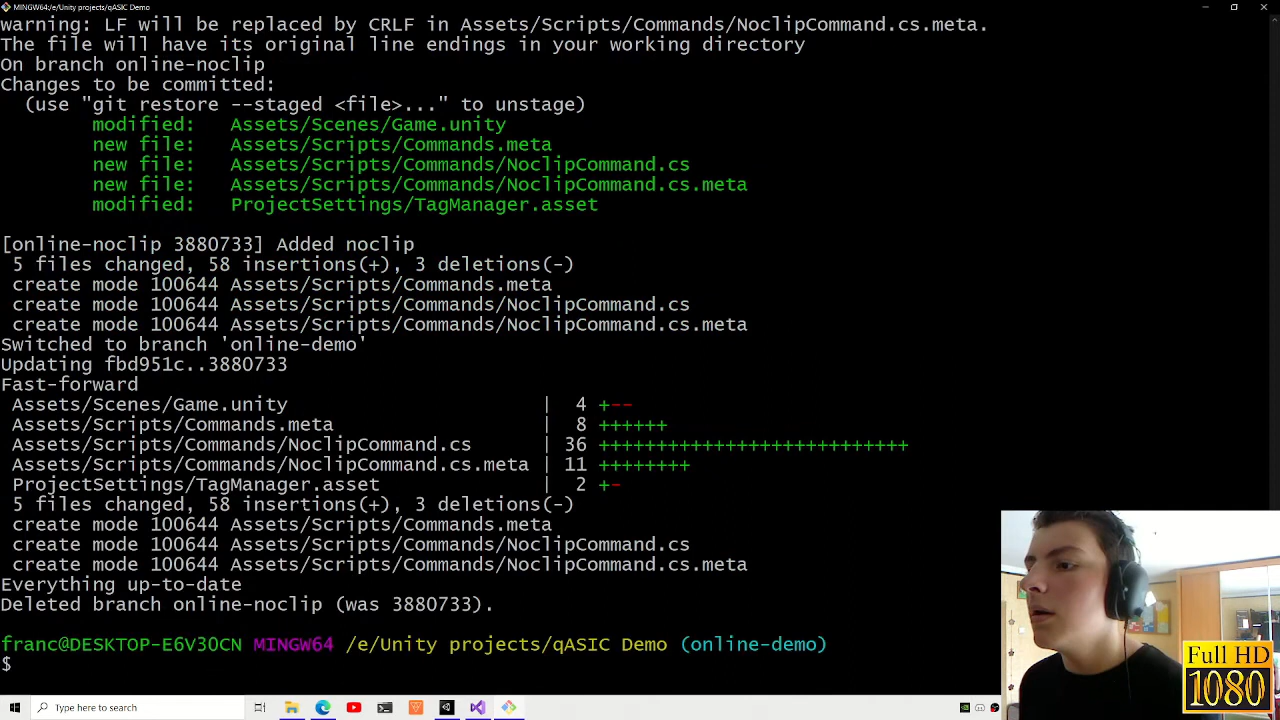 MINGW64:/e/Unity projects/qASIC Demo
warning: LF will be replaced by CRLF in Assets/Scripts/Commands/NoclipCommand.cs.meta.
The file will have its original line endings in your working directory
On branch online-noclip
Changes to be committed:
(use "git restore --staged <file>..." to unstage)
modified: Assets/Scenes/Game.unity
new file: Assets/Scripts/Commands.meta
new file: Assets/Scripts/Commands/NoclipCommand.cs
new file: Assets/Scripts/Commands/NoclipCommand.cs.meta
modified: ProjectSettings/TagManager.asset
[online-noclip 3880733] Added noclip
5 files changed, 58 insertions(+), 3 deletions(-)
create mode 100644 Assets/Scripts/Commands.meta
create mode 100644 Assets/Scripts/Commands/NoclipCommand.cs
create mode 100644 Assets/Scripts/Commands/NoclipCommand.cs.meta
Switched to branch 'online-demo'
Updating fbd951c..3880733
Fast-forward
Assets/Scenes/Game.unity | 4 +--
Assets/Scripts/Commands.meta | 8 ++++++
Assets/Scripts/Commands/NoclipCommand.cs | 36 +++++++++++++++++++++++++++
Assets/Scripts/Commands/NoclipCommand.cs.meta | 11 ++++++++
ProjectSettings/TagManager.asset | 2 +-
5 files changed, 58 insertions(+), 3 deletions(-)
create mode 100644 Assets/Scripts/Commands.meta
create mode 100644 Assets/Scripts/Commands/NoclipCommand.cs
create mode 100644 Assets/Scripts/Commands/NoclipCommand.cs.meta
Everything up-to-date
Deleted branch online-noclip (was 3880733).
franc@DESKTOP-E6V3OCN MINGW64 /e/Unity projects/qASIC Demo (online-demo)
$
Full HD
1080
Type here to search